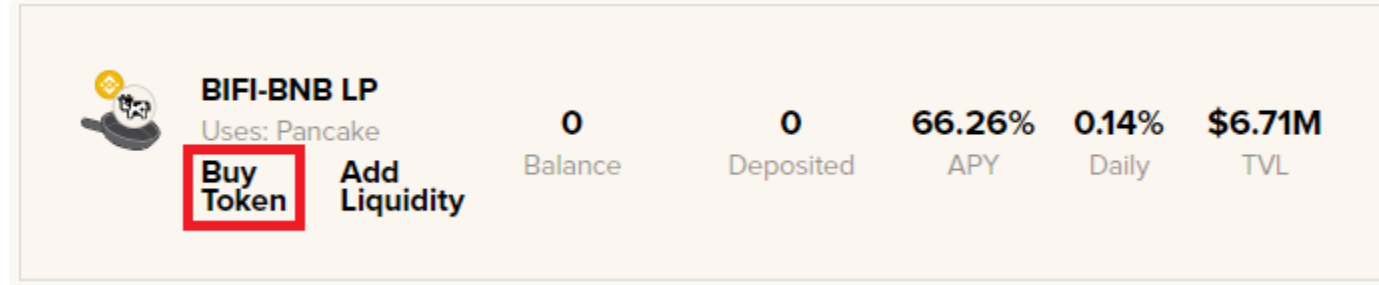 BIFI-BNB LP
Uses: Pancake
Buy Token
Add Liquidity
0
Balance
0
Deposited
66.26%
APY
0.14%
Daily
$6.71M
TVL